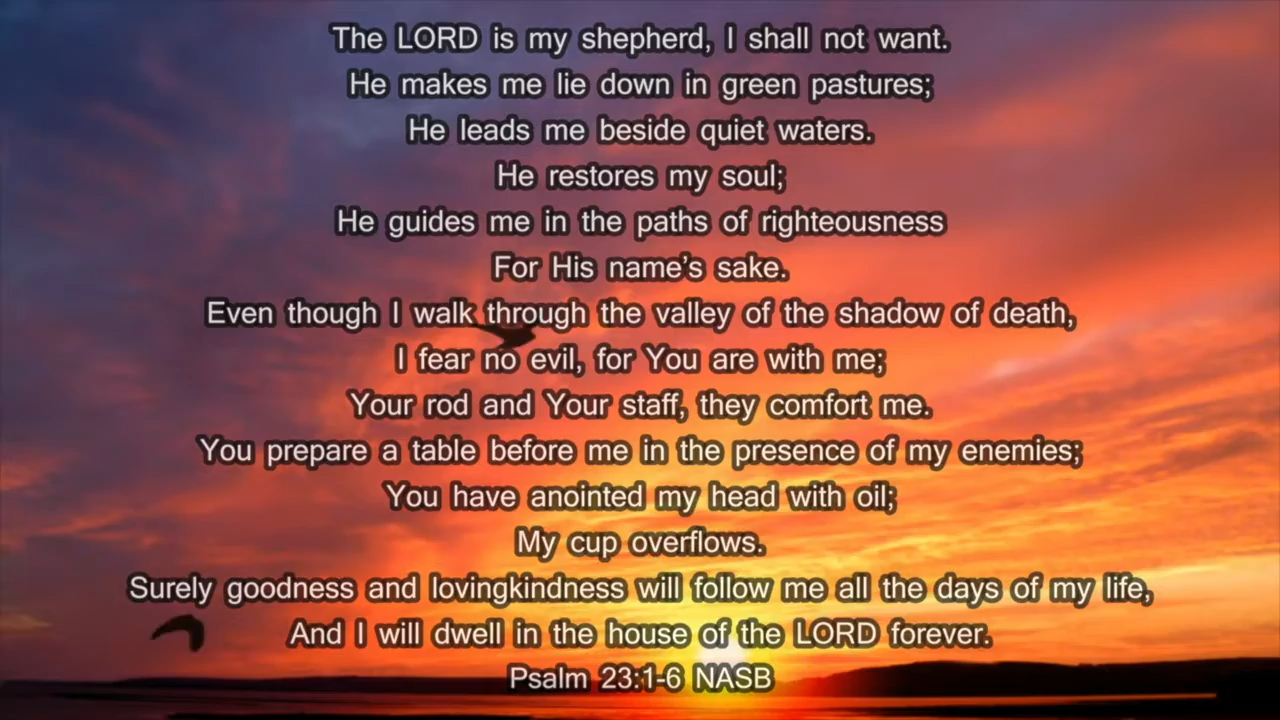 The LORD is my shepherd, I shall not want.
He makes me lie down in green pastures;
He leads me beside quiet waters.
He restores my soul;
He guides me in the paths of righteousness
For His name’s sake.
Even though I walk through the valley of the shadow of death,
I fear no evil, for You are with me;
Your rod and Your staff, they comfort me.
You prepare a table before me in the presence of my enemies;
You have anointed my head with oil;
My cup overflows.
Surely goodness and lovingkindness will follow me all the days of my life,
And I will dwell in the house of the LORD forever.
Psalm 23:1-6 NASB